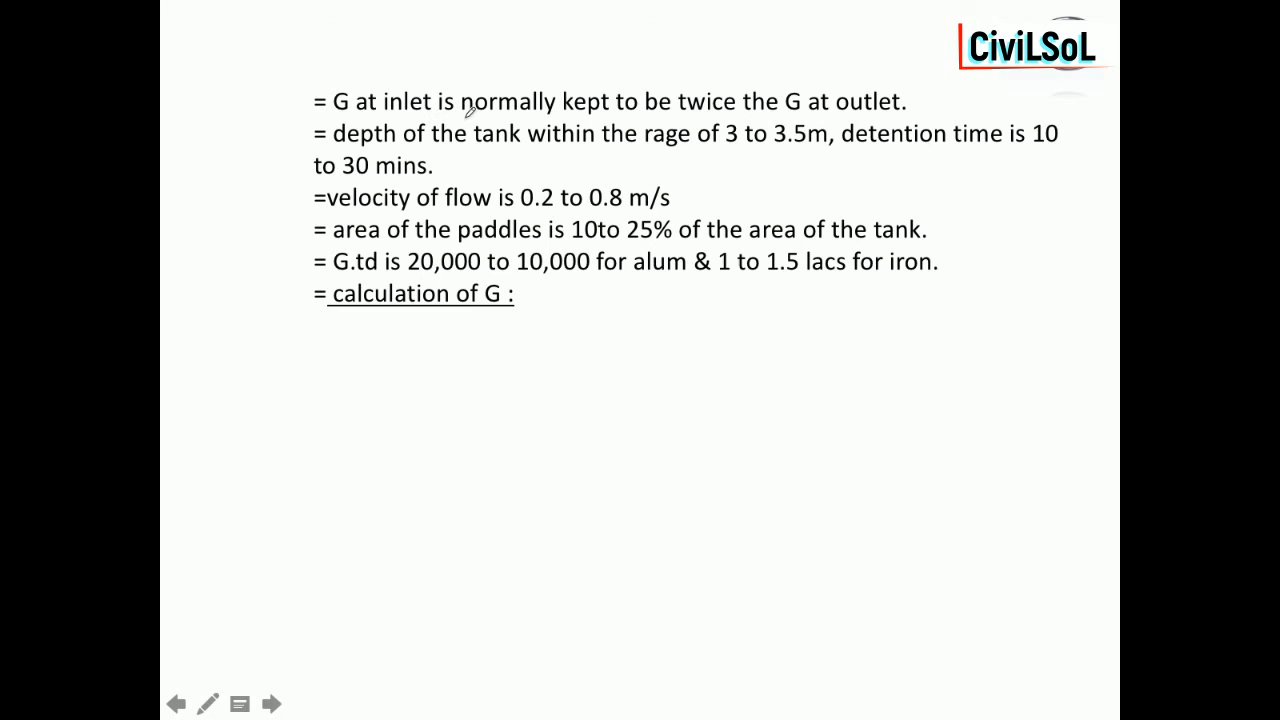 CiviLSoL
= G at inlet is normally kept to be twice the G at outlet.
= depth of the tank within the rage of 3 to 3.5m, detention time is 10
to 30 mins.
=velocity of flow is 0.2 to 0.8 m/s
= area of the paddles is 10to 25% of the area of the tank.
= G.td is 20,000 to 10,000 for alum & 1 to 1.5 lacs for iron.
= calculation of G :